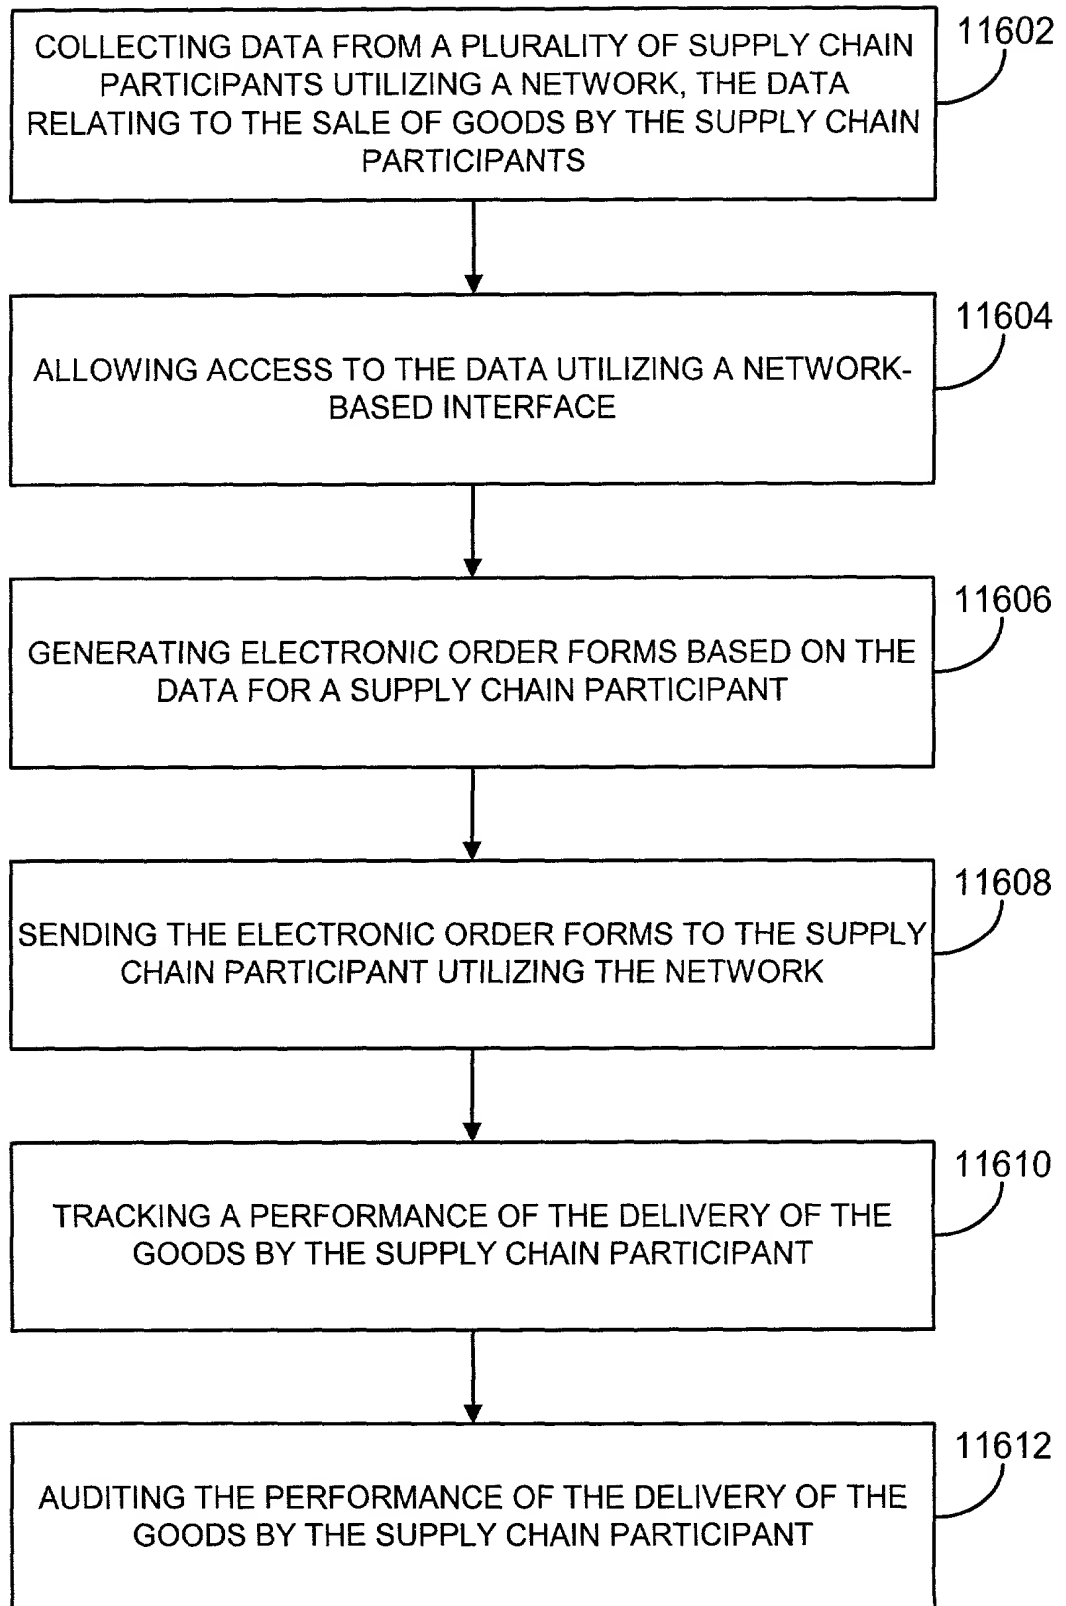 COLLECTING DATA FROM A PLURALITY OF SUPPLY CHAIN
PARTICIPANTS UTILIZING A NETWORK, THE DATA
RELATING TO THE SALE OF GOODS BY THE SUPPLY CHAIN
PARTICIPANTS
11602
ALLOWING ACCESS TO THE DATA UTILIZING A NETWORK-
BASED INTERFACE
11604
GENERATING ELECTRONIC ORDER FORMS BASED ON THE
DATA FOR A SUPPLY CHAIN PARTICIPANT
11606
SENDING THE ELECTRONIC ORDER FORMS TO THE SUPPLY
CHAIN PARTICIPANT UTILIZING THE NETWORK
11608
TRACKING A PERFORMANCE OF THE DELIVERY OF THE
GOODS BY THE SUPPLY CHAIN PARTICIPANT
11610
AUDITING THE PERFORMANCE OF THE DELIVERY OF THE
GOODS BY THE SUPPLY CHAIN PARTICIPANT
11612